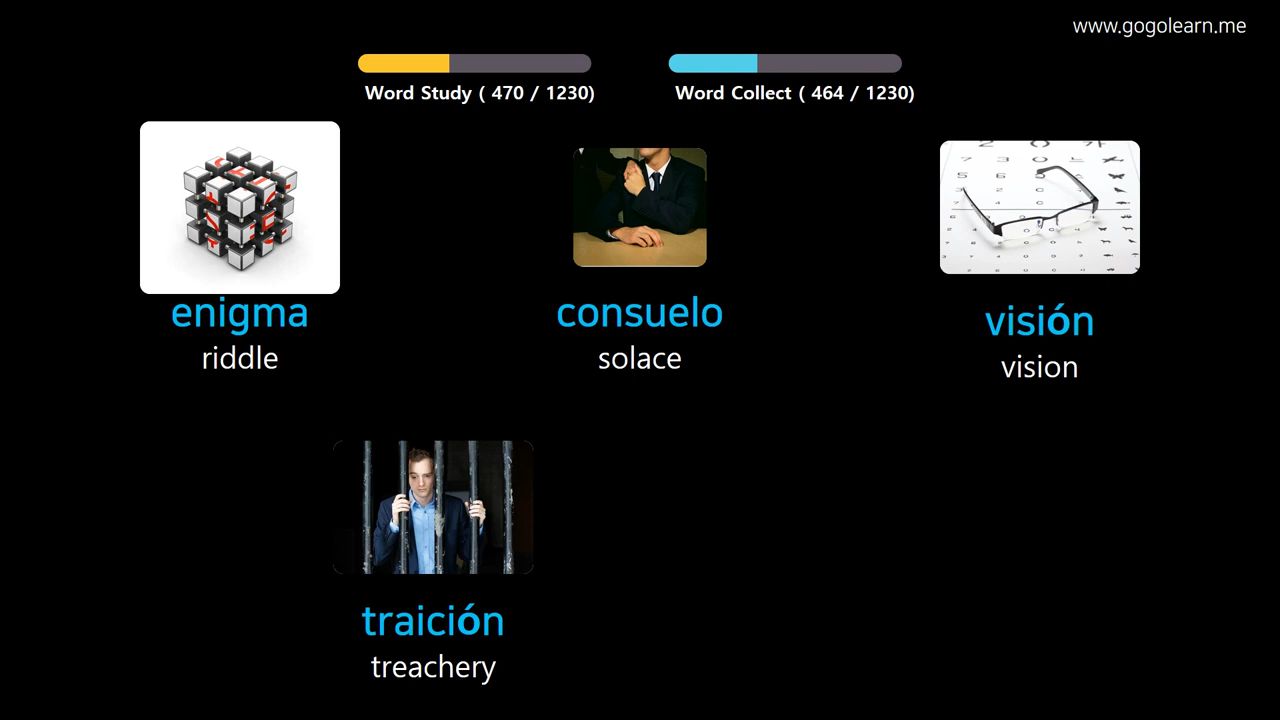 www.gogolearn.me
Word Study ( 470 / 1230)
Word Collect ( 464 / 1230)
enigma
riddle
consuelo
solace
visión
vision
traición
treachery